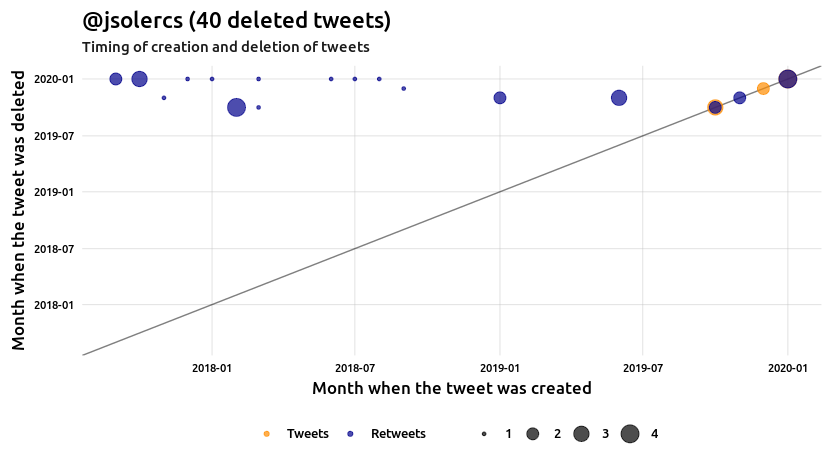 @jsolercs (40 deleted tweets)
Timing of creation and deletion of tweets
Month when the tweet was deleted
2020-01
2019-07
2019-01
2018-07
2018-01
2018-01 2018-07 2019-01 2019-07 2020-01
Month when the tweet was created
Tweets Retweets 1 2 3 4